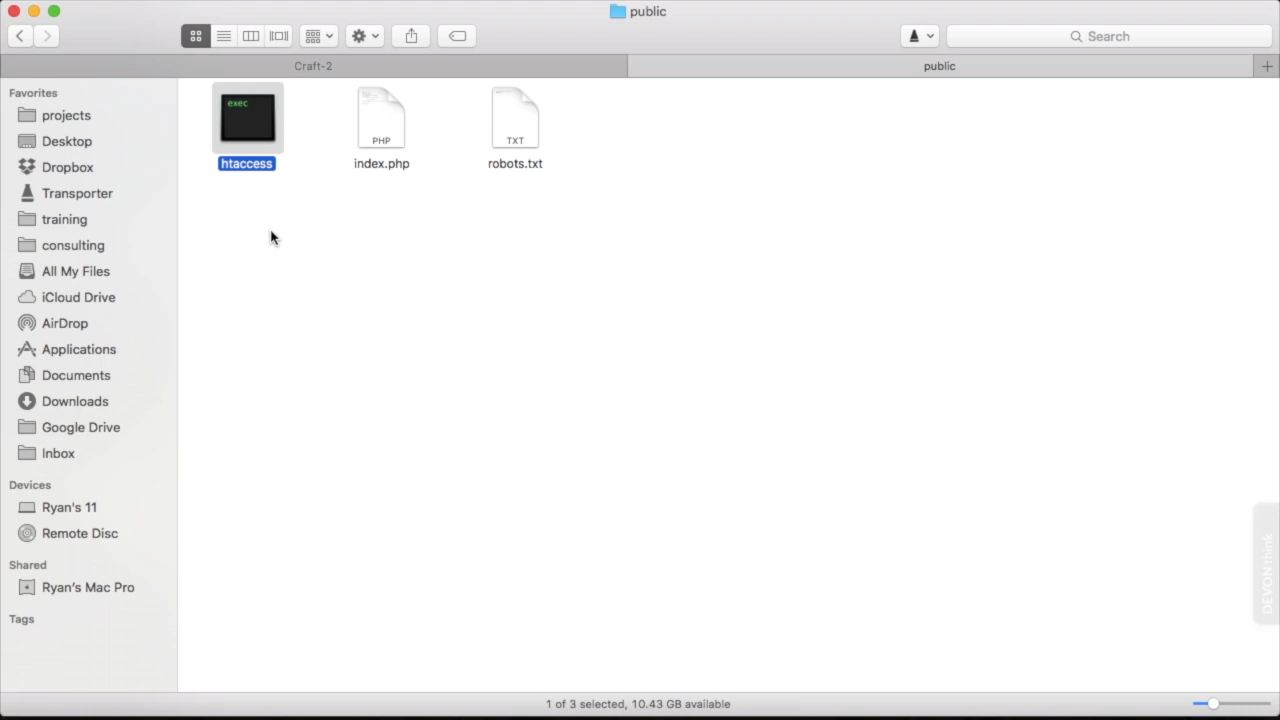 public
Search
Craft-2
public
Favorites
projects
Desktop
Dropbox
Transporter
training
consulting
All My Files
iCloud Drive
AirDrop
Applications
Documents
Downloads
Google Drive
Inbox
Devices
Ryan's 11
Remote Disc
Shared
Ryan's Mac Pro
Tags
exec
htaccess
PHP
index.php
TXT
robots.txt
DEVONthink
1 of 3 selected, 10.43 GB available